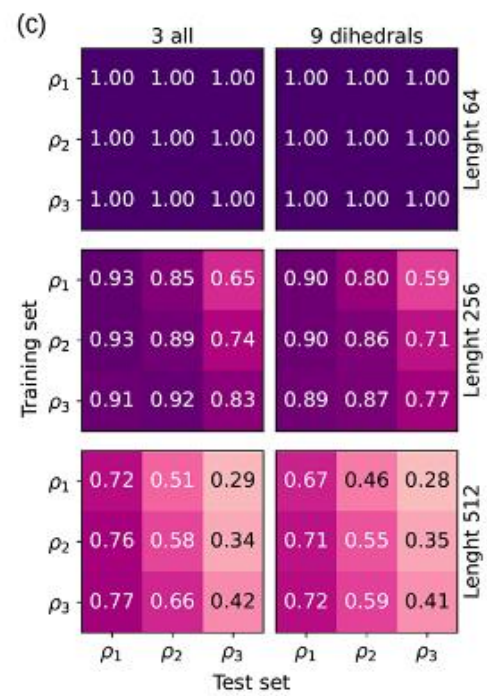 (c)
3 all 9 dihedrals
ρ1 1.00 1.00 1.00 1.00 1.00 1.00
ρ2 1.00 1.00 1.00 1.00 1.00 1.00
ρ3 1.00 1.00 1.00 1.00 1.00 1.00
Lenght 64
ρ1 0.93 0.85 0.65 0.90 0.80 0.59
ρ2 0.93 0.89 0.74 0.90 0.86 0.71
ρ3 0.91 0.92 0.83 0.89 0.87 0.77
Lenght 256
Training set
ρ1 0.72 0.51 0.29 0.67 0.46 0.28
ρ2 0.76 0.58 0.34 0.71 0.55 0.35
ρ3 0.77 0.66 0.42 0.72 0.59 0.41
Lenght 512
ρ1 ρ2 ρ3 ρ1 ρ2 ρ3
Test set